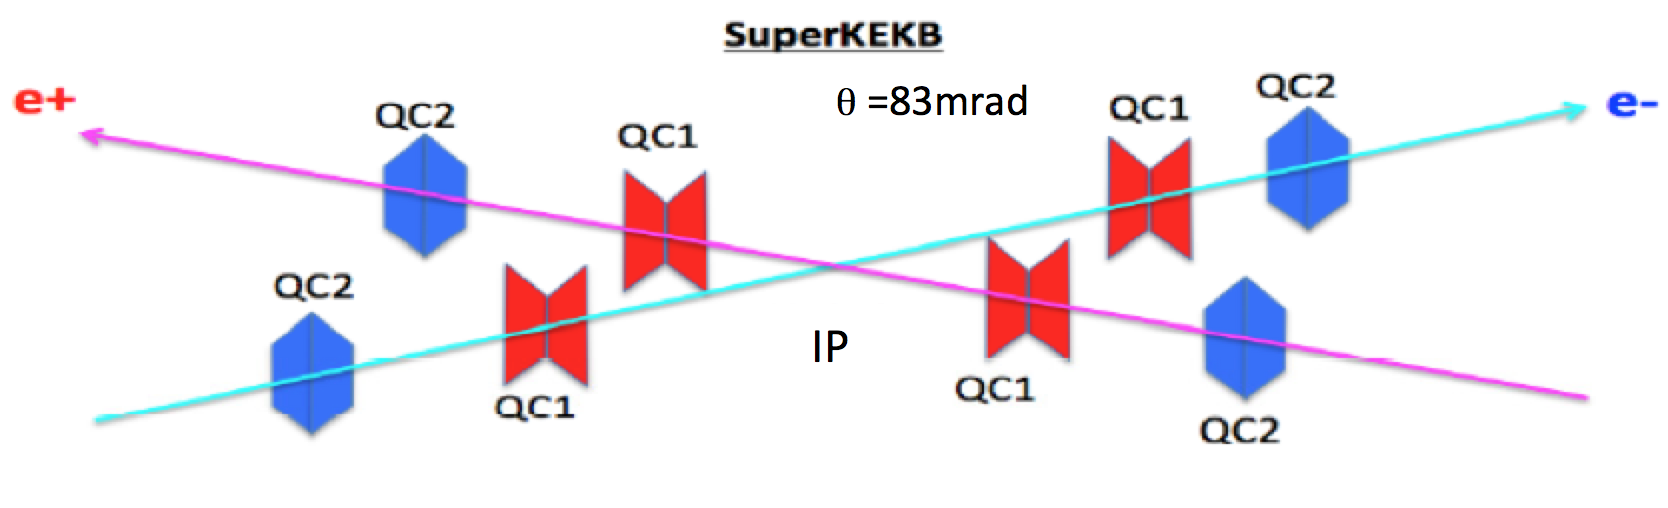 SuperKEKB
e+
θ =83mrad
QC2
QC1
QC1
QC2
e-
QC2
QC1
IP
QC1
QC2